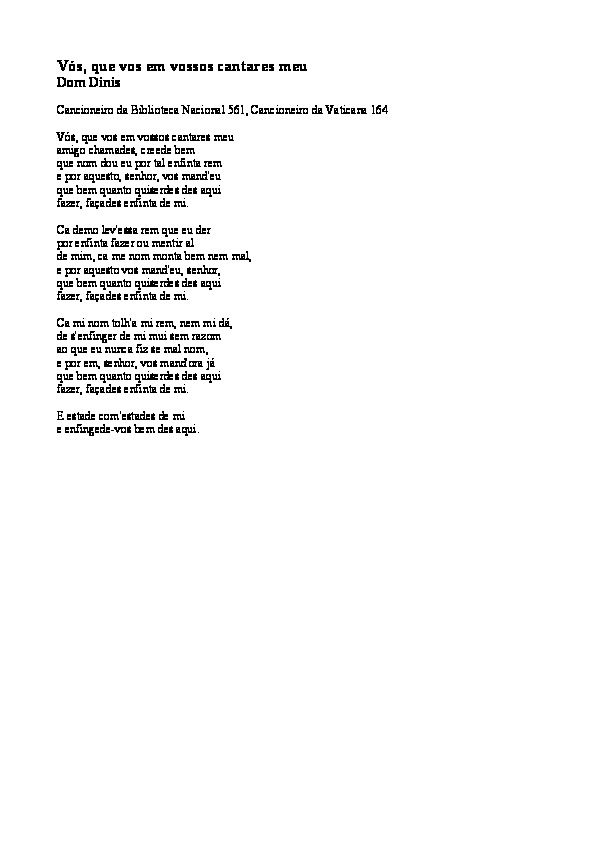 Vós, que vos em vossos cantares meu
Dom Dinis
Cancioneiro da Biblioteca Nacional 561, Cancioneiro da Vaticana 164
Vós, que vos em vossos cantares meu
amigo chamades, creede bem
que nom dou eu por tal enfinta rem
e por aquesto, senhor, vos mand'eu
que bem quanto quiserdes des aqui
fazer, façades enfinta de mi.
Ca demo lev'essa rem que eu der
por enfinta fazer ou mentir al
de mim, ca me nom monta bem nem mal,
e por aquesto vos mand'eu, senhor,
que bem quanto quiserdes des aqui
fazer, façades enfinta de mi.
Ca mi nom tolh'a mi rem, nem mi dá,
de s'enfinger de mi mui sem razom
ao que eu nunca fiz se mal nom,
e por em, senhor, vos mand'ora já
que bem quanto quiserdes des aqui
fazer, façades enfinta de mi.
E estade com'estades de mi
e enfingede-vos bem des aqui.